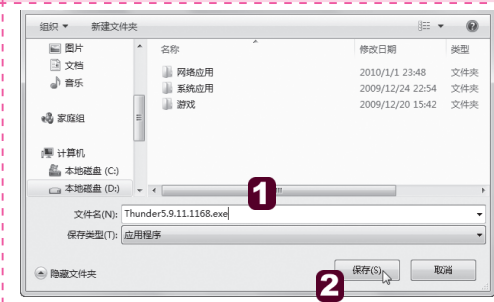 组织 新建文件夹
图片
文档
音乐
家庭组
计算机
本地磁盘 (C:)
本地磁盘 (D:)
名称 修改日期 类型
网络应用 2010/1/1 23:48 文件夹
系统应用 2009/12/24 22:54 文件夹
游戏 2009/12/20 15:42 文件夹
1
文件名(N): Thunder5.9.11.1168.exe
保存类型(T): 应用程序
隐藏文件夹 保存(S) 取消
2